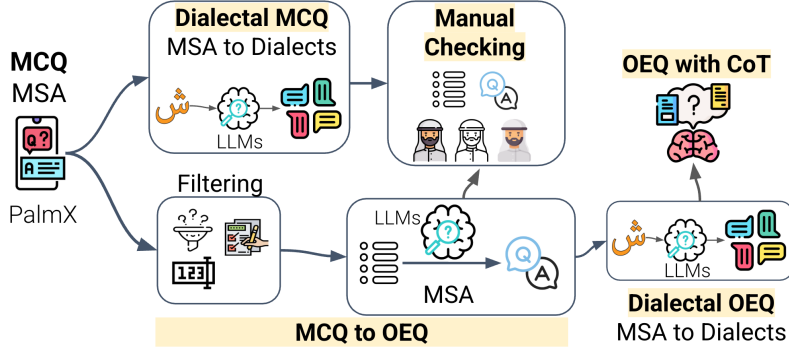 MCQ
MSA
Q?
A
PalmX
Dialectal MCQ
MSA to Dialects
ش
?
LLMs
Manual
Checking
Q
A
Filtering
? ? ?
123
LLMs
?
Q
A
MSA
MCQ to OEQ
OEQ with CoT
?
ش
?
LLMs
Dialectal OEQ
MSA to Dialects